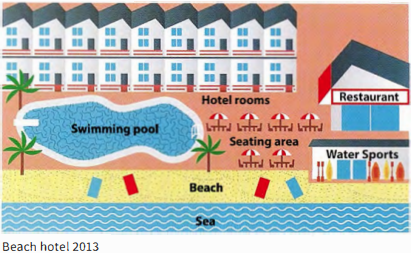 Hotel rooms
Restaurant
Swimming pool
Seating area
Water Sports
Beach
Sea
Beach hotel 2013